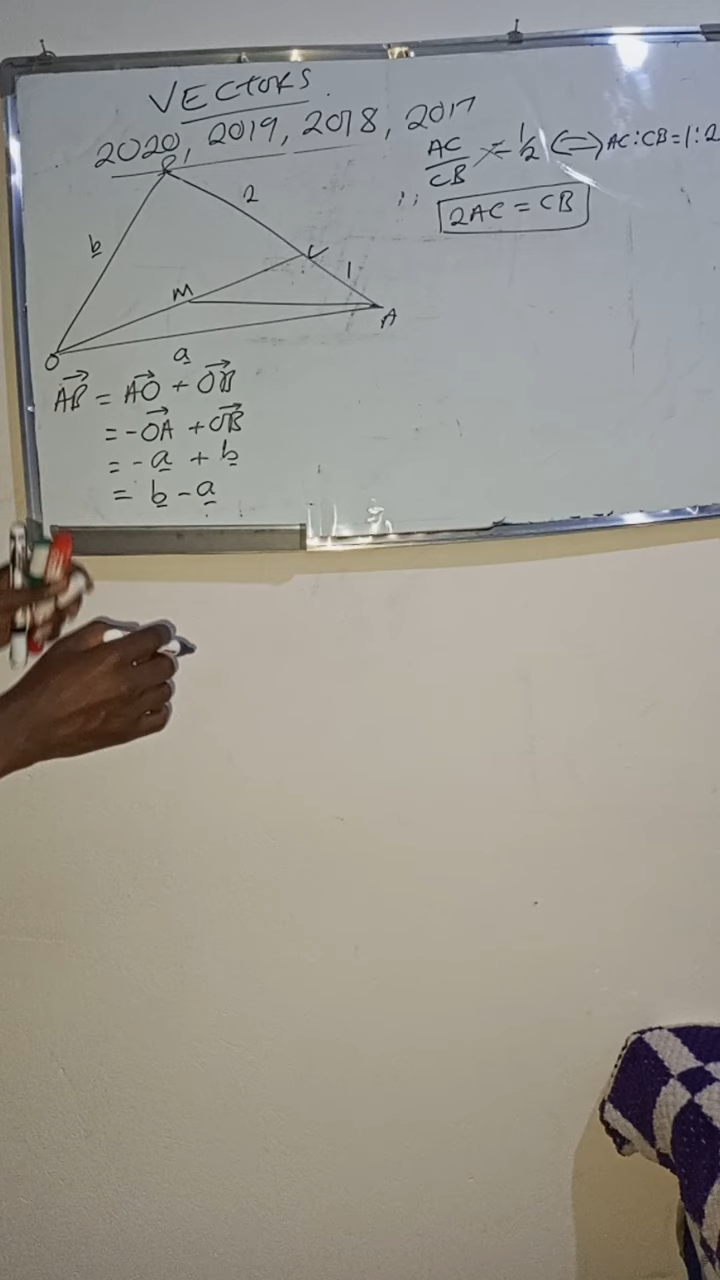 VECTORS.
2020, 2019, 2018, 2017
AC/CB = 1/2 ⟺ AC:CB = 1:2
2AC = CB
B
2
b
C
1
M
A
O
a
AB = AO + OB
= -OA + OB
= -a + b
= b - a